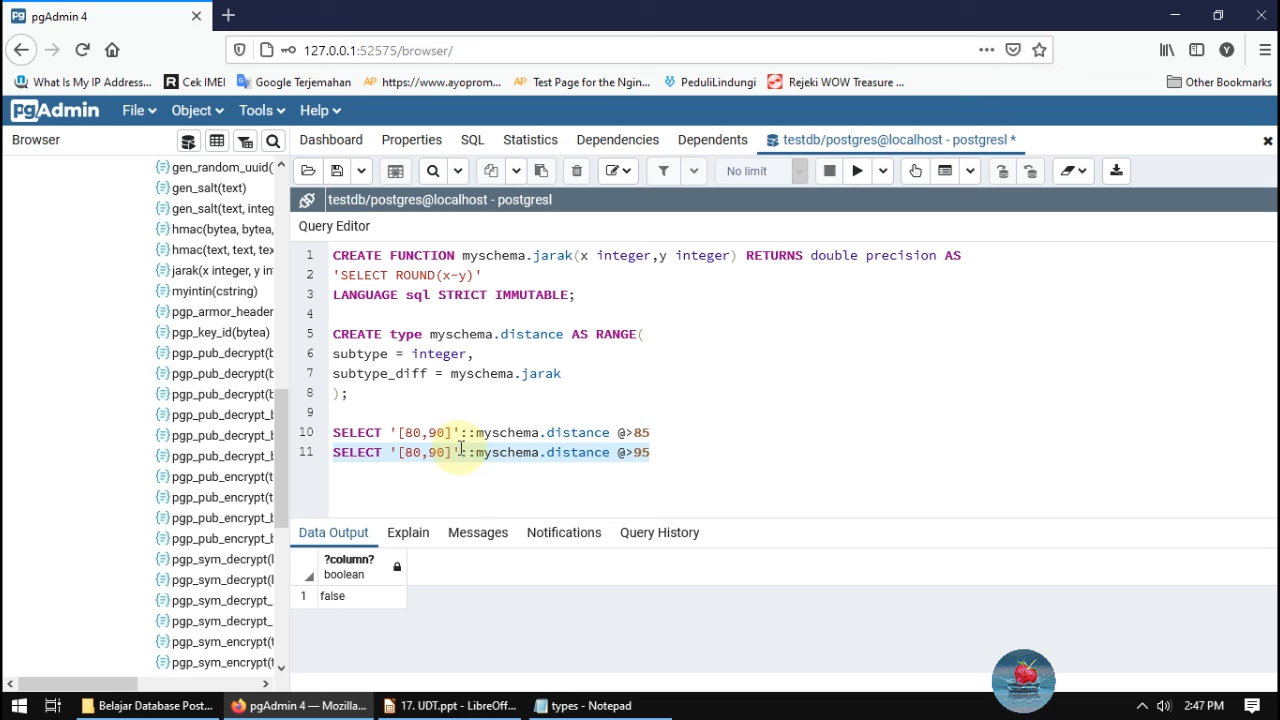 pgAdmin 4
127.0.0.1:52575/browser/
What Is My IP Address...
Cek IMEI
Google Terjemahan
https://www.ayoprom...
Test Page for the Ngin...
PeduliLindungi
Rejeki WOW Treasure ...
Other Bookmarks
pgAdmin File Object Tools Help
Browser
Dashboard Properties SQL Statistics Dependencies Dependents testdb/postgres@localhost - postgresl *
No limit
testdb/postgres@localhost - postgresl
Query Editor
gen_random_uuid(
gen_salt(text)
gen_salt(text, integ
hmac(bytea, bytea,
hmac(text, text, tex
jarak(x integer, y in
myintin(cstring)
pgp_armor_header
pgp_key_id(bytea)
pgp_pub_decrypt(b
pgp_pub_decrypt(b
pgp_pub_decrypt(b
pgp_pub_decrypt_b
pgp_pub_decrypt_b
pgp_pub_decrypt_b
pgp_pub_encrypt(t
pgp_pub_encrypt(t
pgp_pub_encrypt_b
pgp_pub_encrypt_b
pgp_sym_decrypt(l
pgp_sym_decrypt(l
pgp_sym_decrypt_
pgp_sym_decrypt_
pgp_sym_encrypt(t
pgp_sym_encrypt(t
1 CREATE FUNCTION myschema.jarak(x integer,y integer) RETURNS double precision AS
2 'SELECT ROUND(x-y)'
3 LANGUAGE sql STRICT IMMUTABLE;
4
5 CREATE type myschema.distance AS RANGE(
6 subtype = integer,
7 subtype_diff = myschema.jarak
8 );
9
10 SELECT '[80,90]'::myschema.distance @>85
11 SELECT '[80,90]'::myschema.distance @>95
Data Output Explain Messages Notifications Query History
?column?
boolean
1 false
Belajar Database Post...
pgAdmin 4 - Mozilla...
17. UDT.ppt - LibreOff...
types - Notepad
2:47 PM